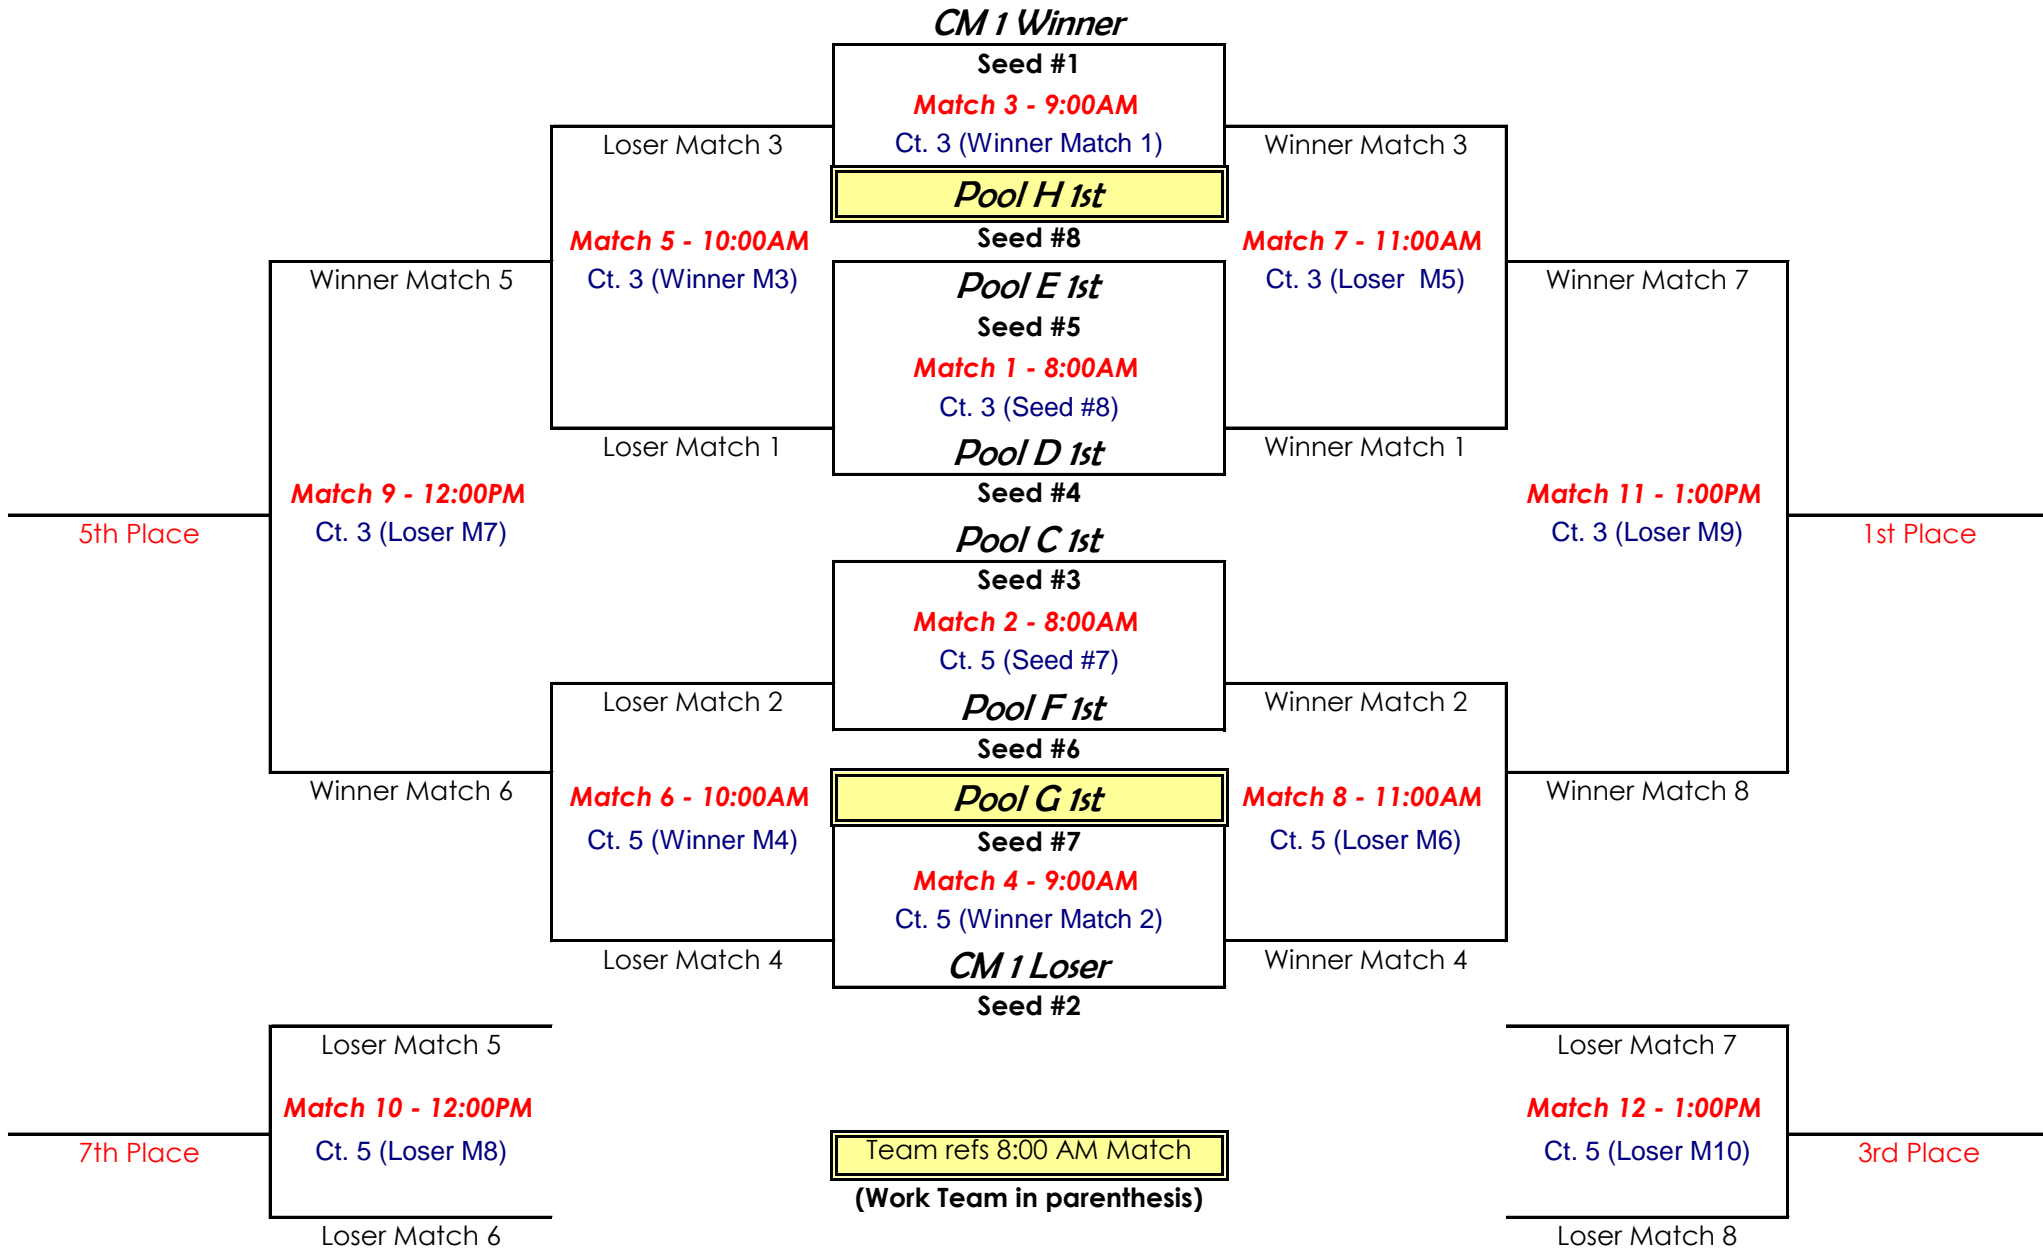 CM 1 Winner
Seed #1
Match 3 - 9:00AM
Loser Match 3
Ct. 3 (Winner Match 1)
Winner Match 3
Pool H 1st
Match 5 - 10:00AM
Seed #8
Match 7 - 11:00AM
Winner Match 5
Ct. 3 (Winner M3)
Pool E 1st
Ct. 3 (Loser  M5)
Winner Match 7
Seed #5
Match 1 - 8:00AM
Ct. 3 (Seed #8)
Loser Match 1
Pool D 1st
Winner Match 1
Match 9 - 12:00PM
Seed #4
Match 11 - 1:00PM
5th Place
Ct. 3 (Loser M7)
Pool C 1st
Ct. 3 (Loser M9)
1st Place
Seed #3
Match 2 - 8:00AM
Ct. 5 (Seed #7)
Loser Match 2
Pool F 1st
Winner Match 2
Seed #6
Winner Match 6
Match 6 - 10:00AM
Pool G 1st
Match 8 - 11:00AM
Winner Match 8
Ct. 5 (Winner M4)
Seed #7
Ct. 5 (Loser M6)
Match 4 - 9:00AM
Ct. 5 (Winner Match 2)
Loser Match 4
CM 1 Loser
Winner Match 4
Seed #2
Loser Match 5
Loser Match 7
Match 10 - 12:00PM
Match 12 - 1:00PM
7th Place
Ct. 5 (Loser M8)
Team refs 8:00 AM Match
Ct. 5 (Loser M10)
3rd Place
(Work Team in parenthesis)
Loser Match 6
Loser Match 8